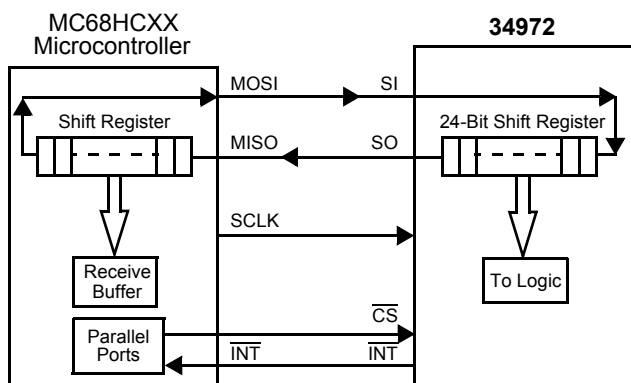 MC68HCXX
Microcontroller
34972
MOSI
SI
Shift Register
24-Bit Shift Register
MISO
SO
SCLK
Receive
Buffer
To Logic
Parallel
Ports
CS
INT
INT